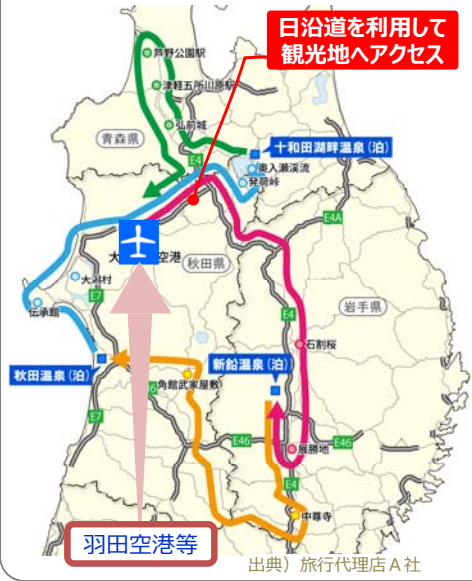 日沿道を利用して
観光地へアクセス
芦野公園駅
津軽五所川原駅
弘前城
青森県
E4
十和田湖畔温泉(泊)
奥入瀬渓流
発荷峠
E4A
大
空港
秋田県
大潟村
E7
伝承館
岩手県
E4
石割桜
秋田温泉(泊)
新鉛温泉(泊)
角館武家屋敷
E46
E7
E46
E46
展勝地
E4
中尊寺
羽田空港等
出典)旅行代理店A社